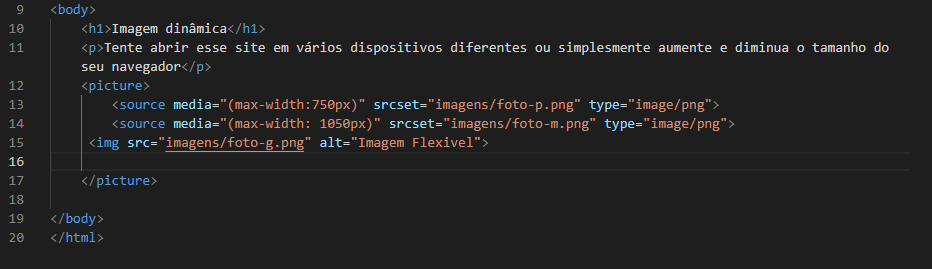 9 <body>
10 <h1>Imagem dinâmica</h1>
11 <p>Tente abrir esse site em vários dispositivos diferentes ou simplesmente aumente e diminua o tamanho do
seu navegador</p>
12 <picture>
13 <source media="(max-width:750px)" srcset="imagens/foto-p.png" type="image/png">
14 <source media="(max-width: 1050px)" srcset="imagens/foto-m.png" type="image/png">
15 <img src="imagens/foto-g.png" alt="Imagem Flexivel">
16
17 </picture>
18
19 </body>
20 </html>